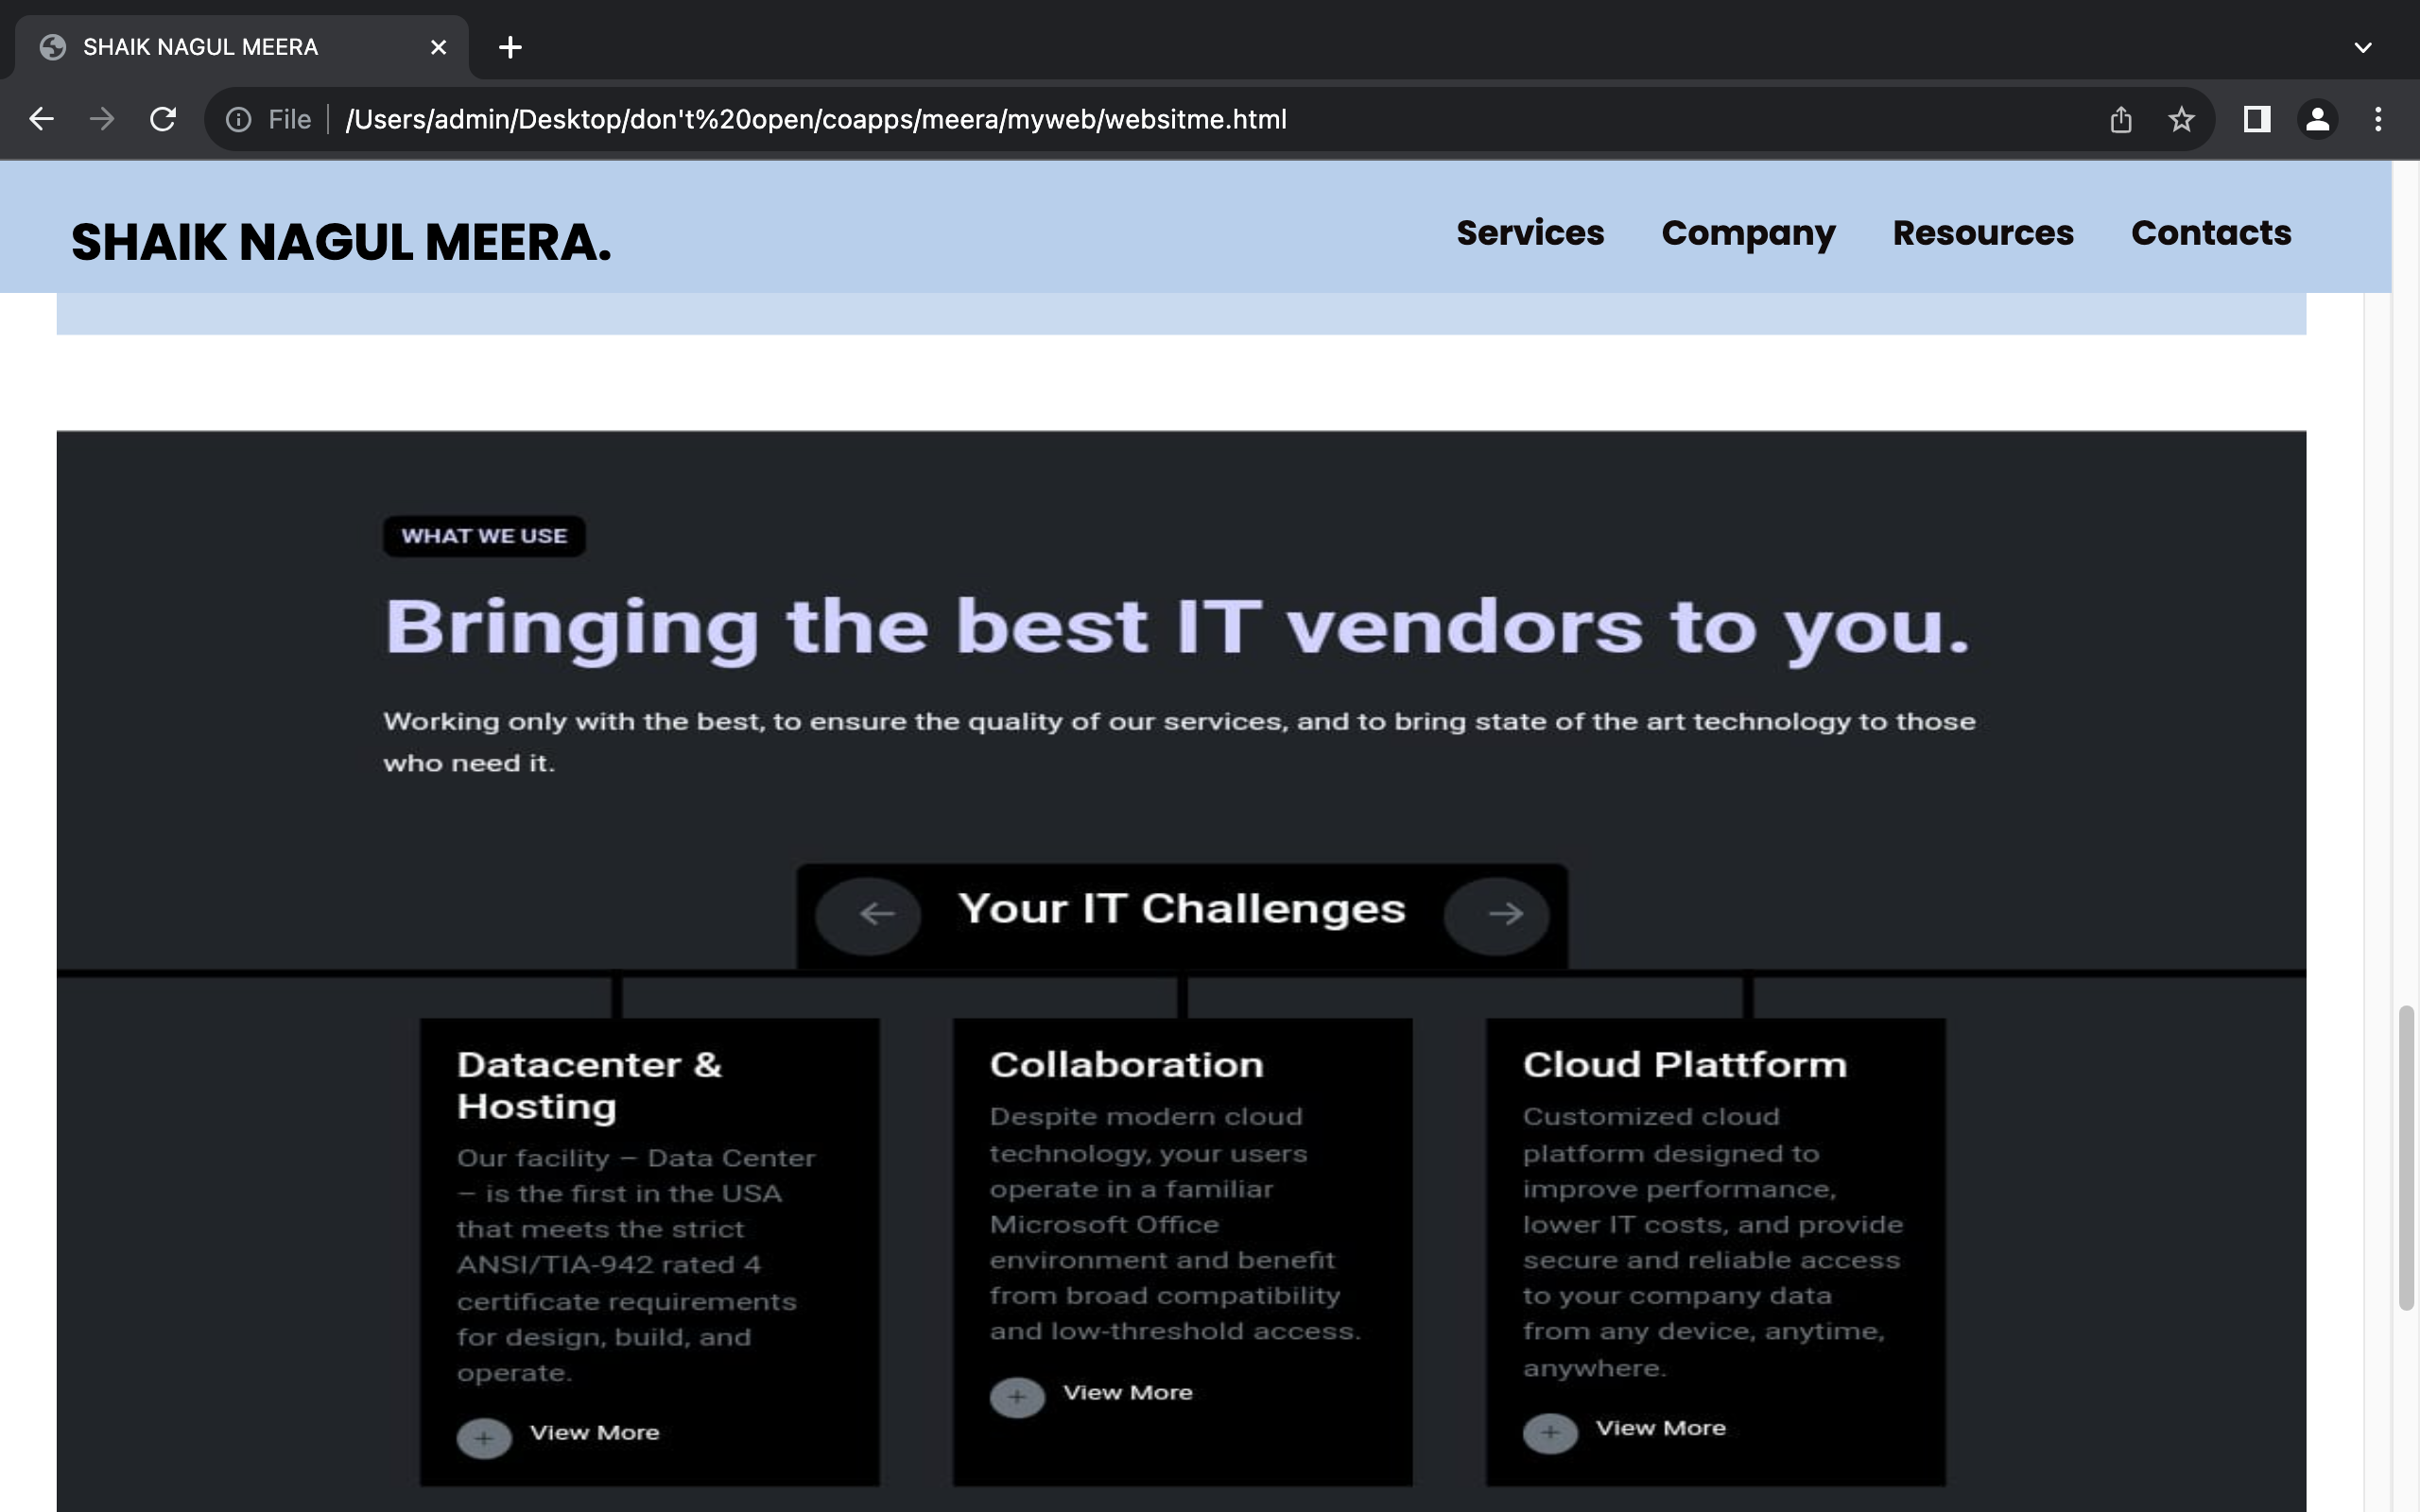 SHAIK NAGUL MEERA
File
/Users/admin/Desktop/don't%20open/coapps/meera/myweb/websitme.html
SHAIK NAGUL MEERA.
Services Company Resources Contacts
WHAT WE USE
Bringing the best IT vendors to you.
Working only with the best, to ensure the quality of our services, and to bring state of the art technology to those
who need it.
Your IT Challenges
Datacenter &
Hosting
Our facility – Data Center
– is the first in the USA
that meets the strict
ANSI/TIA-942 rated 4
certificate requirements
for design, build, and
operate.
View More
Collaboration
Despite modern cloud
technology, your users
operate in a familiar
Microsoft Office
environment and benefit
from broad compatibility
and low-threshold access.
View More
Cloud Plattform
Customized cloud
platform designed to
improve performance,
lower IT costs, and provide
secure and reliable access
to your company data
from any device, anytime,
anywhere.
View More